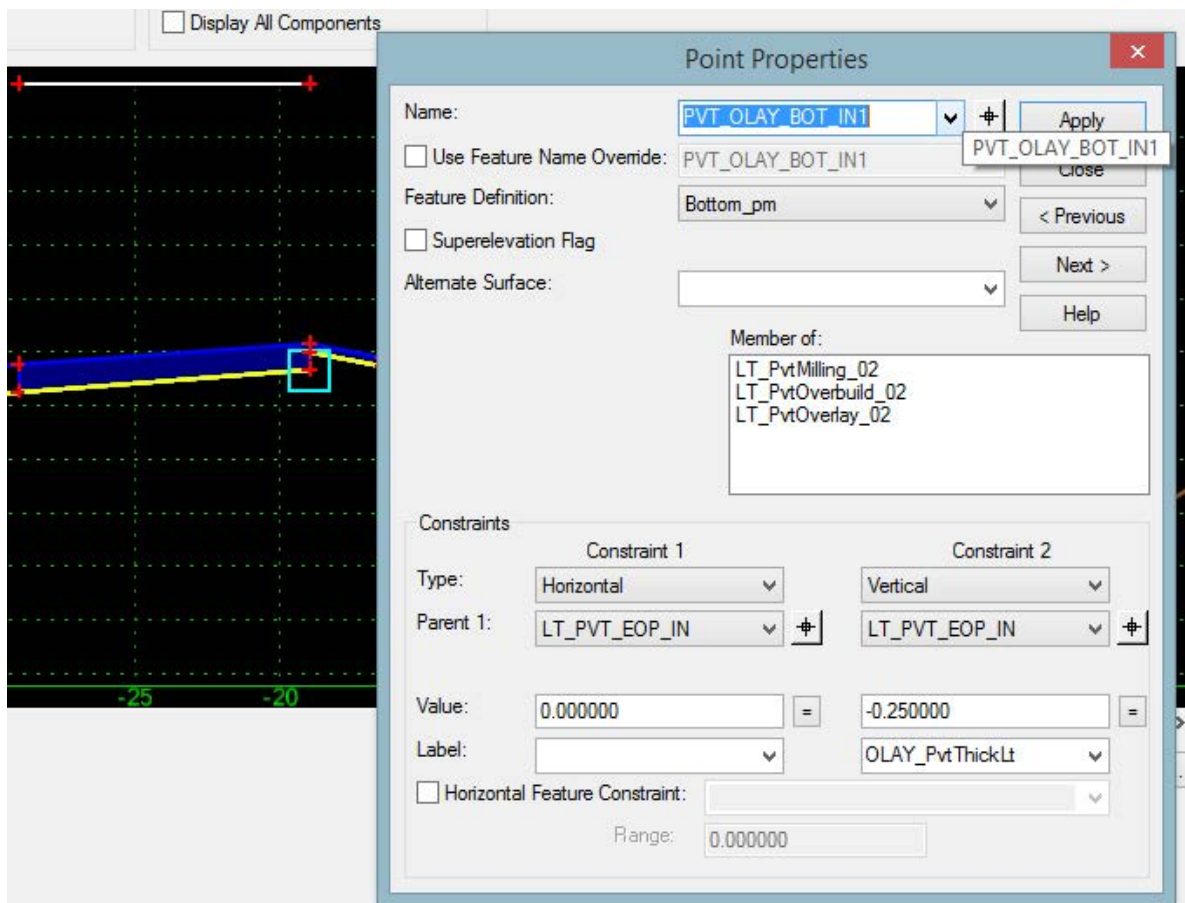 Display All Components
Point Properties
Name: PVT_OLAY_BOT_IN1 Apply
PVT_OLAY_BOT_IN1
Use Feature Name Override: PVT_OLAY_BOT_IN1 Close
Feature Definition: Bottom_pm < Previous
Superelevation Flag
Next >
Alternate Surface:
Help
Member of:
LT_PvtMilling_02
LT_PvtOverbuild_02
LT_PvtOverlay_02
Constraints
Constraint 1 Constraint 2
Type: Horizontal Vertical
Parent 1: LT_PVT_EOP_IN LT_PVT_EOP_IN
-25 -20
Value: 0.000000 = -0.250000 =
Label: OLAY_PvtThickLt
Horizontal Feature Constraint:
Range: 0.000000